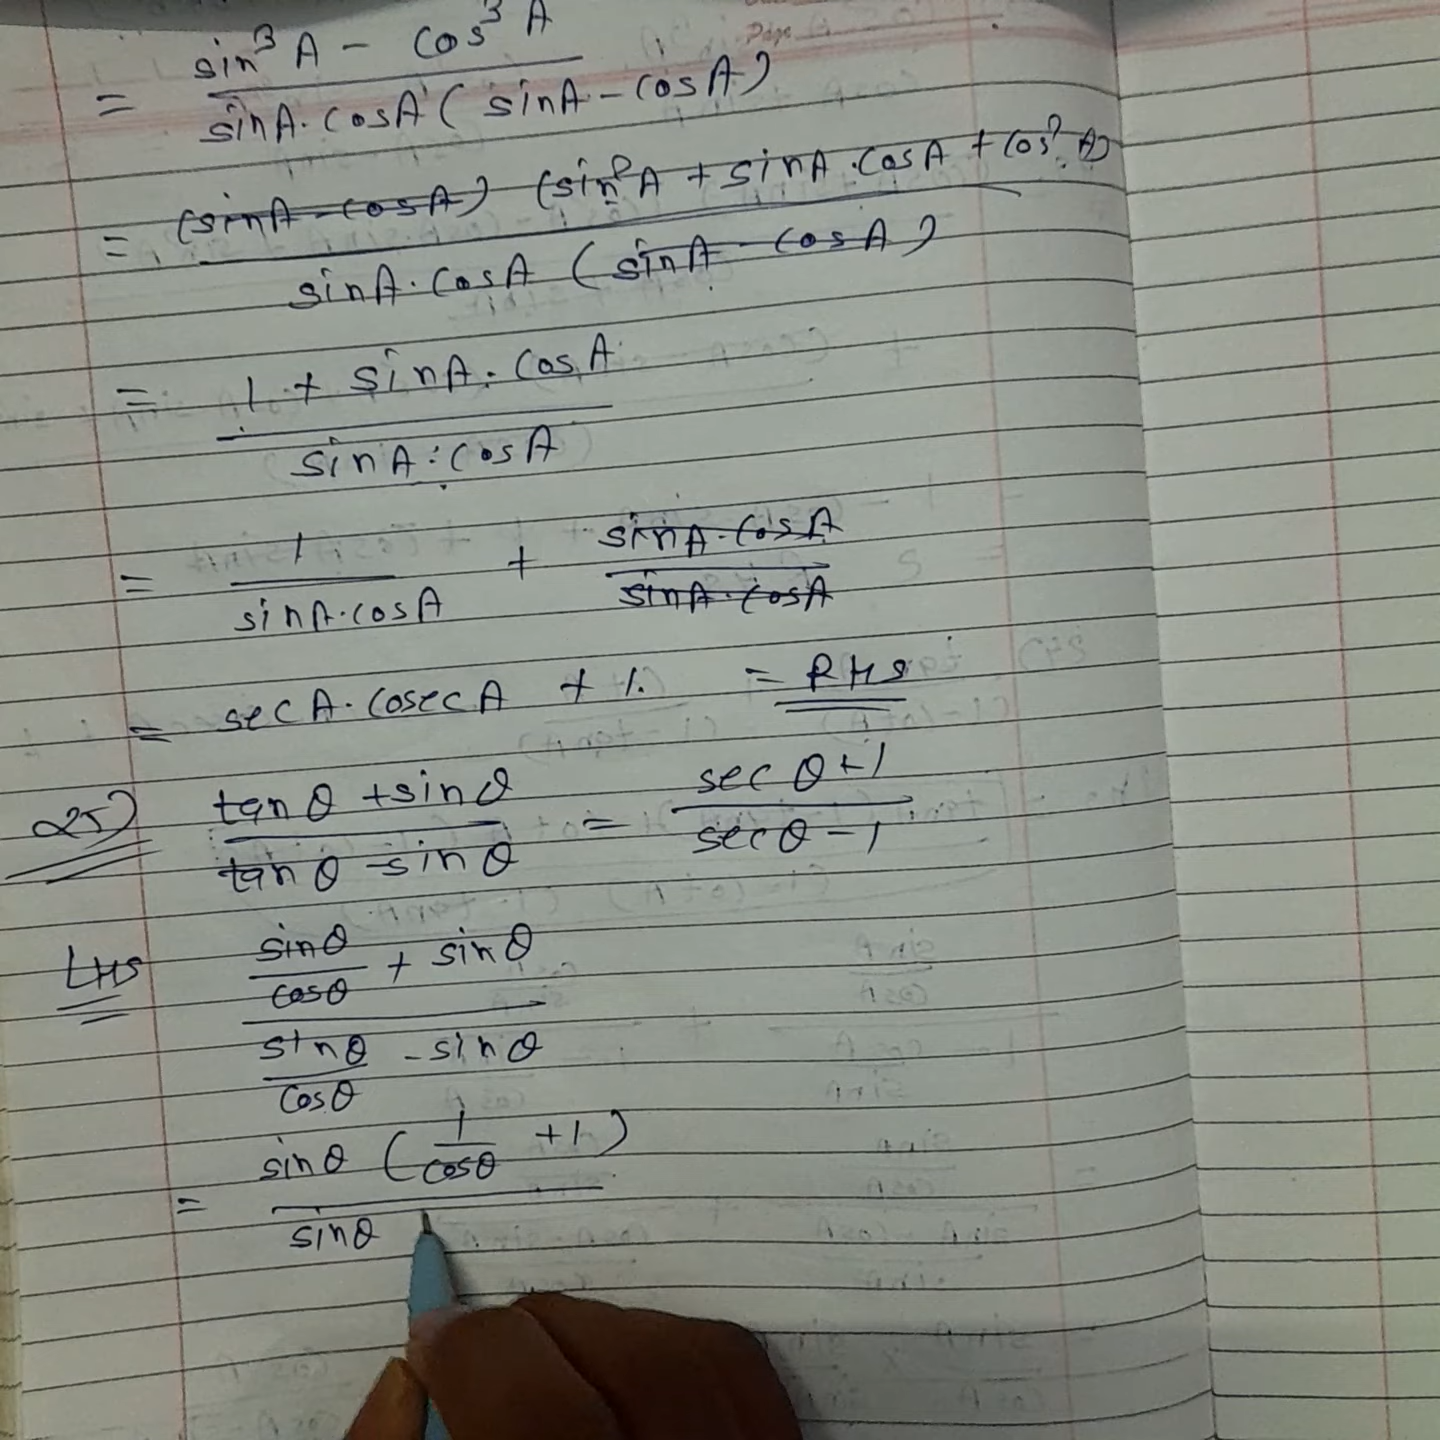 Page
= sin³A - cos³A / sinA·cosA (sinA - cosA)
= (sinA - cosA) (sin²A + sinA·cosA + cos²A) / sinA·cosA (sinA - cosA)
= 1 + sinA·cosA / sinA·cosA
= 1 / sinA·cosA + sinA·cosA / sinA·cosA
= secA·cosecA + 1. = RHS
25) tanθ + sinθ / tanθ - sinθ = secθ + 1 / secθ - 1
LHS sinθ/cosθ + sinθ / sinθ/cosθ - sinθ
= sinθ (1/cosθ + 1) / sinθ